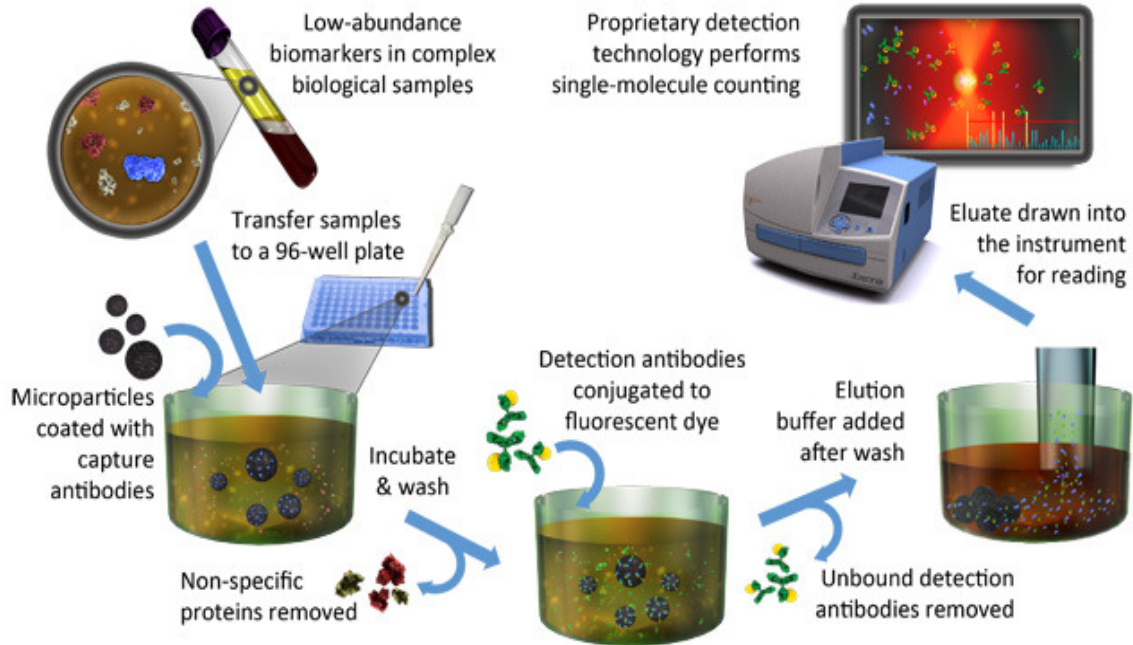 Low-abundance
biomarkers in complex
biological samples
Proprietary detection
technology performs
single-molecule counting
Transfer samples
to a 96-well plate
Eluate drawn into
the instrument
for reading
Microparticles
coated with
capture
antibodies
Incubate
& wash
Detection antibodies
conjugated to
fluorescent dye
Elution
buffer added
after wash
Non-specific
proteins removed
Unbound detection
antibodies removed